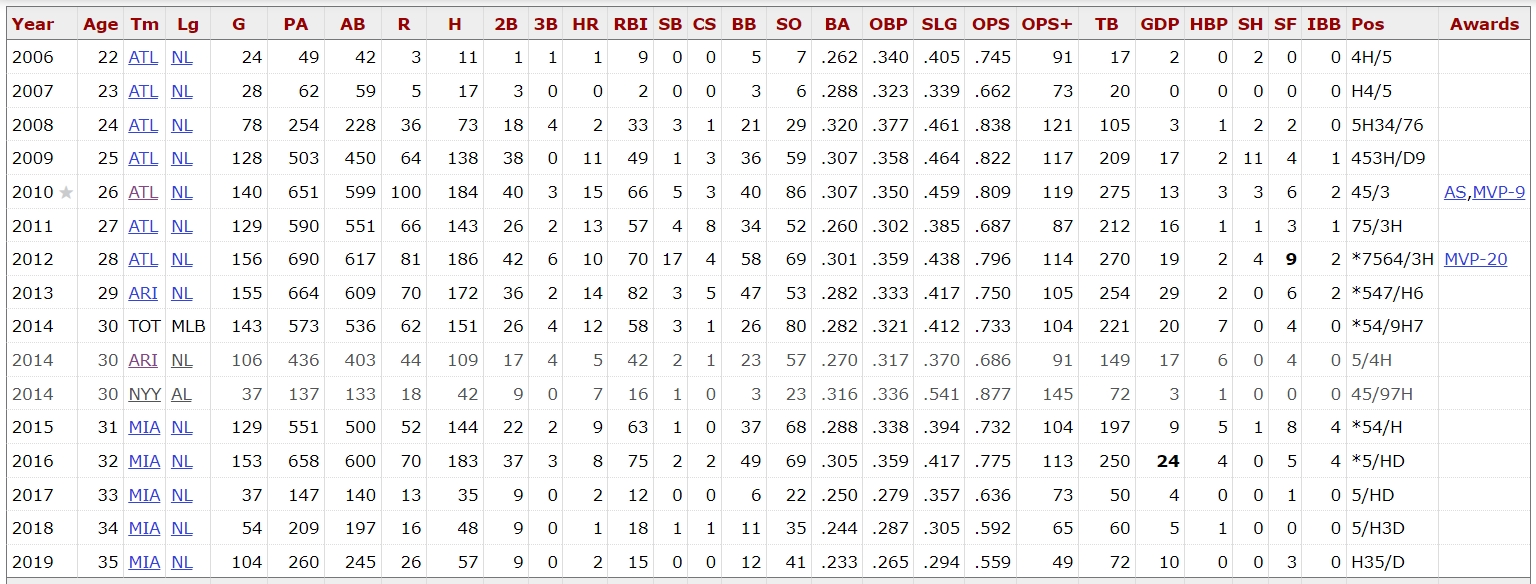 Year Age Tm Lg G PA AB R H 2B 3B HR RBI SB CS BB SO BA OBP SLG OPS OPS+ TB GDP HBP SH SF IBB Pos Awards
2006 22 ATL NL 24 49 42 3 11 1 1 1 9 0 0 5 7 .262 .340 .405 .745 91 17 2 0 2 0 0 4H/5
2007 23 ATL NL 28 62 59 5 17 3 0 0 2 0 0 3 6 .288 .323 .339 .662 73 20 0 0 0 0 0 H4/5
2008 24 ATL NL 78 254 228 36 73 18 4 2 33 3 1 21 29 .320 .377 .461 .838 121 105 3 1 2 2 0 5H34/76
2009 25 ATL NL 128 503 450 64 138 38 0 11 49 1 3 36 59 .307 .358 .464 .822 117 209 17 2 11 4 1 453H/D9
2010 ★ 26 ATL NL 140 651 599 100 184 40 3 15 66 5 3 40 86 .307 .350 .459 .809 119 275 13 3 3 6 2 45/3 AS,MVP-9
2011 27 ATL NL 129 590 551 66 143 26 2 13 57 4 8 34 52 .260 .302 .385 .687 87 212 16 1 1 3 1 75/3H
2012 28 ATL NL 156 690 617 81 186 42 6 10 70 17 4 58 69 .301 .359 .438 .796 114 270 19 2 4 9 2 *7564/3H MVP-20
2013 29 ARI NL 155 664 609 70 172 36 2 14 82 3 5 47 53 .282 .333 .417 .750 105 254 29 2 0 6 2 *547/H6
2014 30 TOT MLB 143 573 536 62 151 26 4 12 58 3 1 26 80 .282 .321 .412 .733 104 221 20 7 0 4 0 *54/9H7
2014 30 ARI NL 106 436 403 44 109 17 4 5 42 2 1 23 57 .270 .317 .370 .686 91 149 17 6 0 4 0 5/4H
2014 30 NYY AL 37 137 133 18 42 9 0 7 16 1 0 3 23 .316 .336 .541 .877 145 72 3 1 0 0 0 45/97H
2015 31 MIA NL 129 551 500 52 144 22 2 9 63 1 0 37 68 .288 .338 .394 .732 104 197 9 5 1 8 4 *54/H
2016 32 MIA NL 153 658 600 70 183 37 3 8 75 2 2 49 69 .305 .359 .417 .775 113 250 24 4 0 5 4 *5/HD
2017 33 MIA NL 37 147 140 13 35 9 0 2 12 0 0 6 22 .250 .279 .357 .636 73 50 4 0 0 1 0 5/HD
2018 34 MIA NL 54 209 197 16 48 9 0 1 18 1 1 11 35 .244 .287 .305 .592 65 60 5 1 0 0 0 5/H3D
2019 35 MIA NL 104 260 245 26 57 9 0 2 15 0 0 12 41 .233 .265 .294 .559 49 72 10 0 0 3 0 H35/D